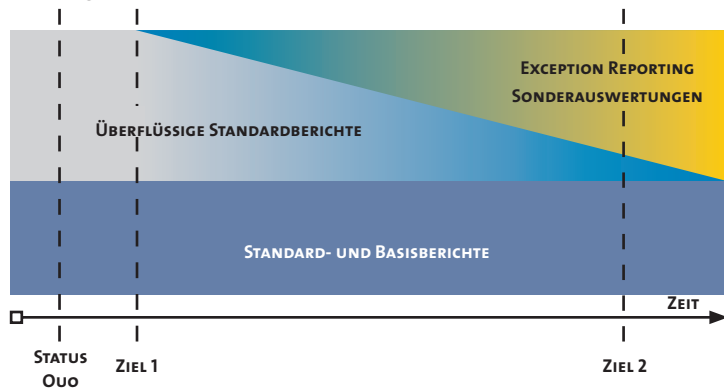 Exception Reporting
Sonderauswertungen
Überflüssige Standardberichte
Standard- und Basisberichte
Zeit
Status
Quo
Ziel 1
Ziel 2